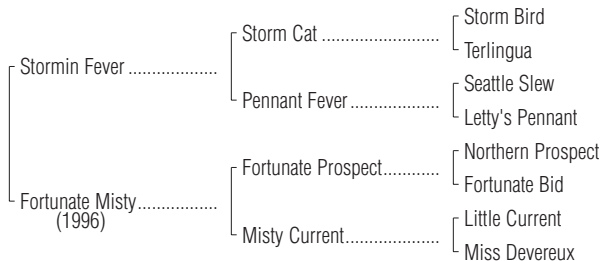 Storm Bird
Storm Cat ........................
Terlingua
Stormin Fever ..................
Seattle Slew
Pennant Fever ..................
Letty's Pennant
Northern Prospect
Fortunate Prospect...........
Fortunate Bid
Fortunate Misty................
(1996)
Little Current
Misty Current...................
Miss Devereux